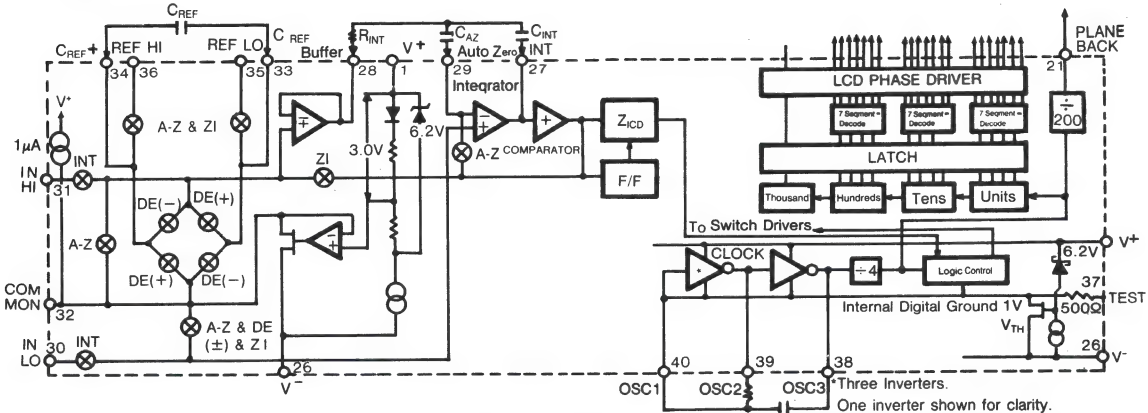 CREF
CREF+
REF HI
REF LO
C REF
Buffer
RINT
V+
CAZ
Auto Zero
CINT
INT
34
36
35
33
28
1
29
27
Inteqrator
V+
1μA
A-Z & ZI
6.2V
3.0V
A-Z
COMPARATOR
ZICD
F/F
IN HI
31
INT
ZI
DE(-)
DE(+)
A-Z
DE(+)
DE(-)
COM MON
32
A-Z & DE (±) & Z I
IN LO
30
INT
26
V-
PLANE BACK
21
LCD PHASE DRIVER
7 Seqment = Decode
7 Seqment = Decode
7 Seqment = Decode
÷ 200
LATCH
Thousand
Hundreds
Tens
Units
To Switch Drivers
V+
CLOCK
*
÷4
Logic Control
6.2V
37
TEST
500Ω
Internal Digital Ground 1V
VTH
26
V-
40
39
38
OSC1
OSC2
OSC3
*Three Inverters.
One inverter shown for clarity.